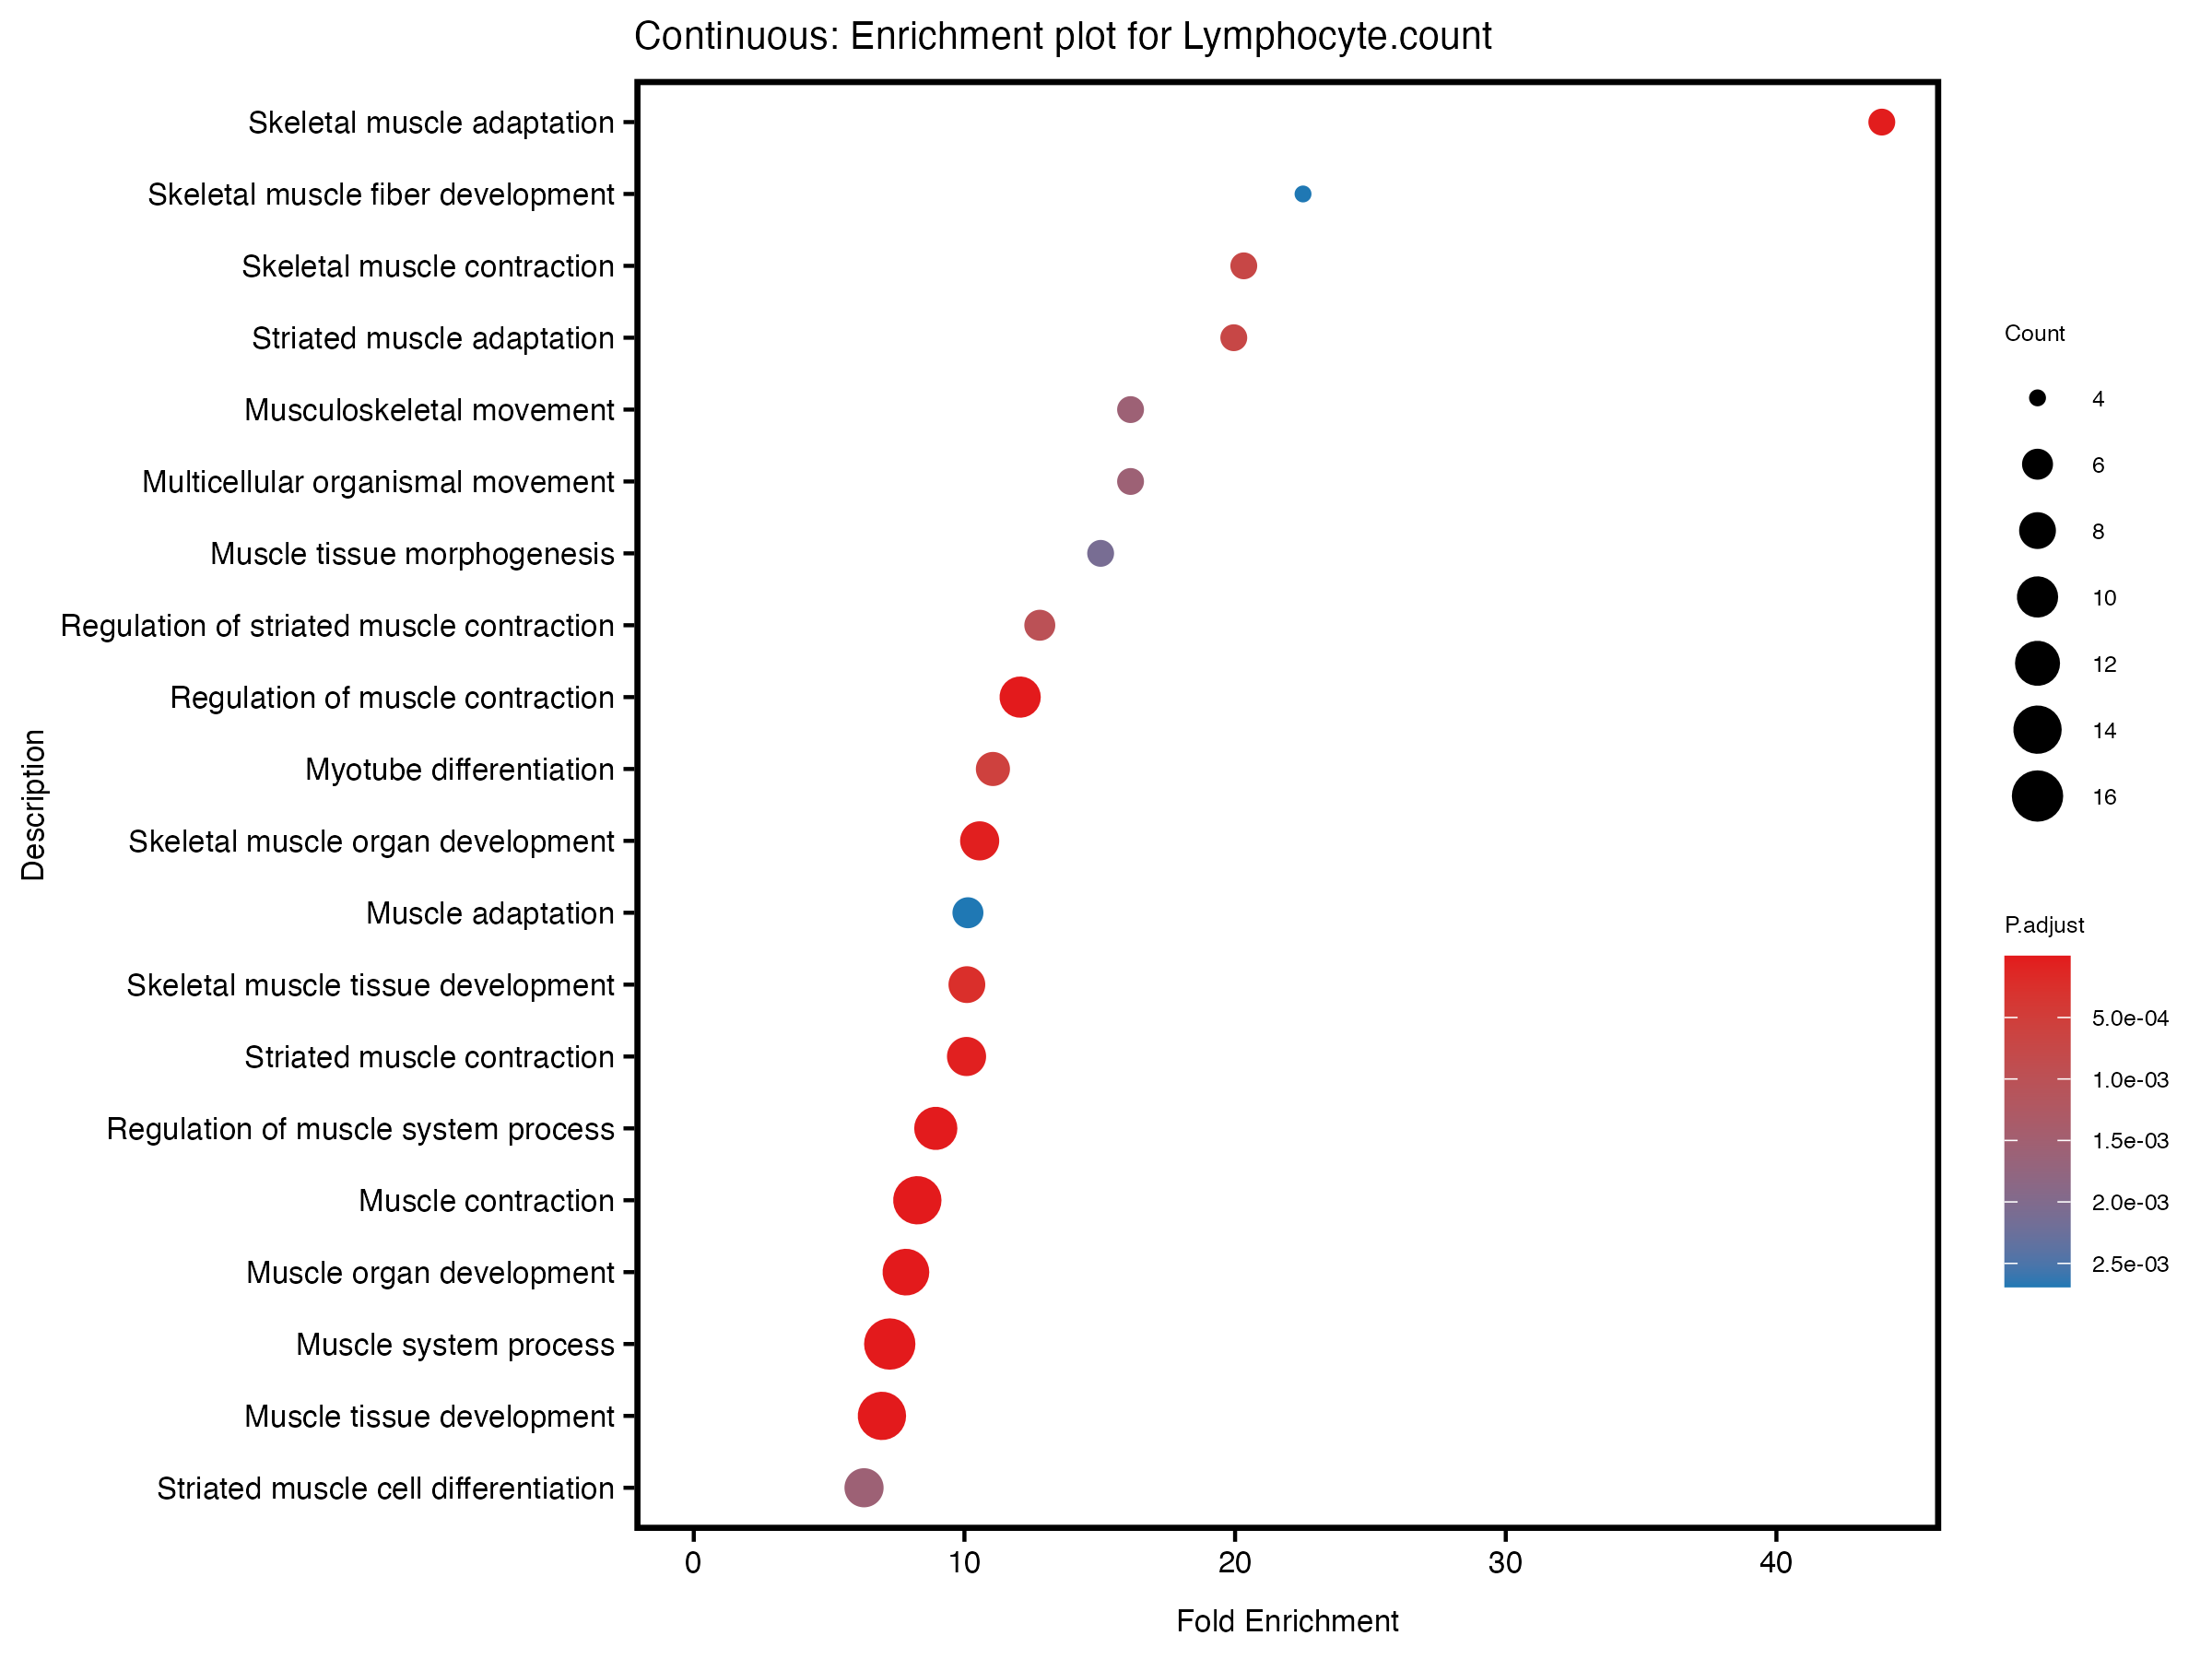 Continuous: Enrichment plot for Lymphocyte.count
Description
Skeletal muscle adaptation
Skeletal muscle fiber development
Skeletal muscle contraction
Striated muscle adaptation
Musculoskeletal movement
Multicellular organismal movement
Muscle tissue morphogenesis
Regulation of striated muscle contraction
Regulation of muscle contraction
Myotube differentiation
Skeletal muscle organ development
Muscle adaptation
Skeletal muscle tissue development
Striated muscle contraction
Regulation of muscle system process
Muscle contraction
Muscle organ development
Muscle system process
Muscle tissue development
Striated muscle cell differentiation
0 10 20 30 40
Fold Enrichment
Count
4
6
8
10
12
14
16
P.adjust
5.0e-04
1.0e-03
1.5e-03
2.0e-03
2.5e-03